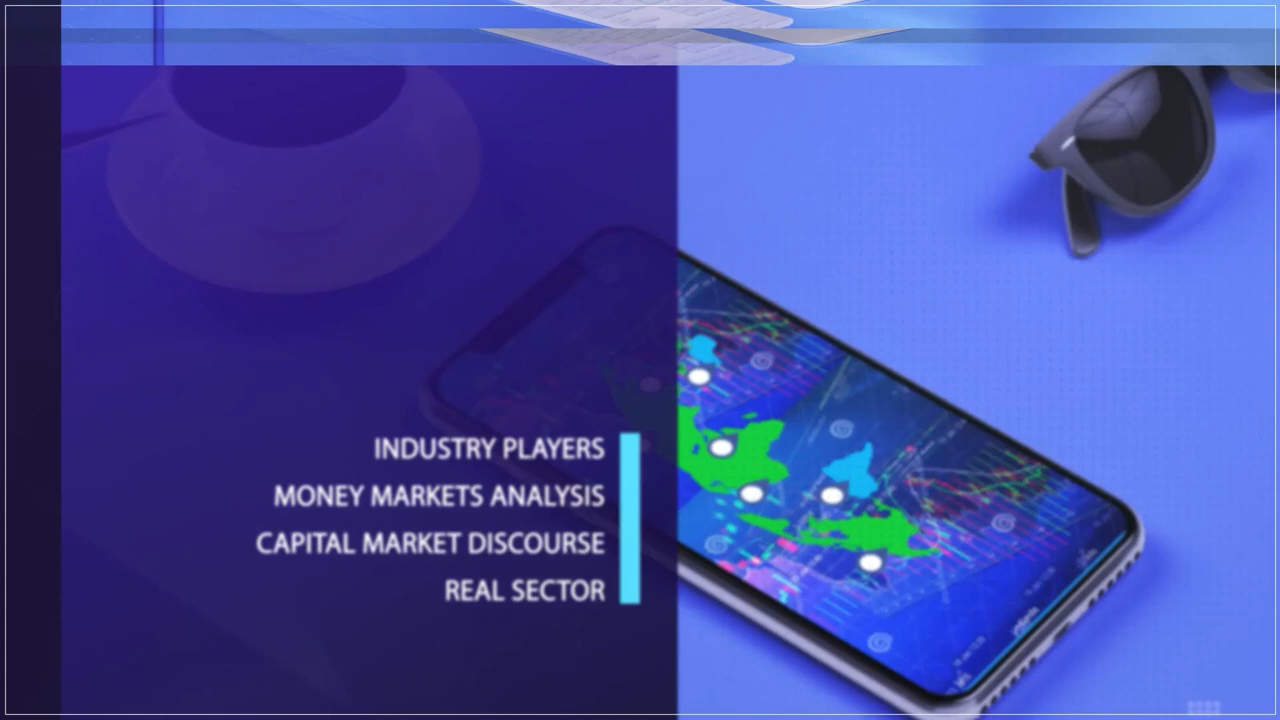 INDUSTRY PLAYERS
MONEY MARKETS ANALYSIS
CAPITAL MARKET DISCOURSE
REAL SECTOR